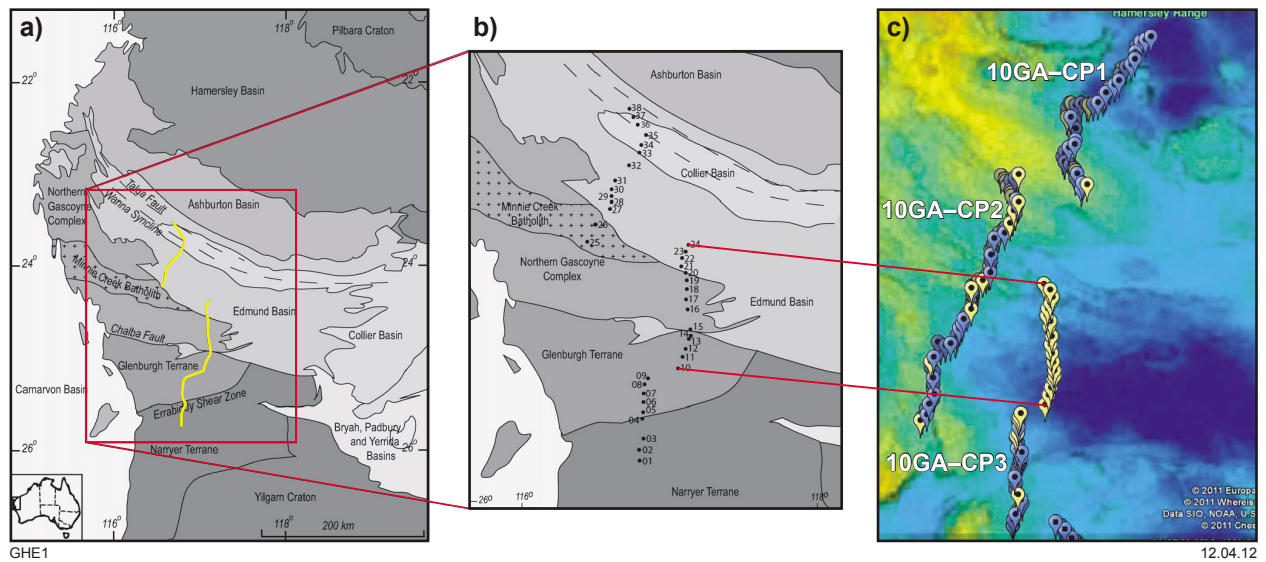 a)
116°
118°
Pilbara Craton
22°
22°
Hamersley Basin
Northern
Gascoyne
Complex
Talga Fault
Wanna Syncline
Ashburton Basin
24°
24°
Minnie Creek Batholith
Edmund Basin
Chalba Fault
Collier Basin
Glenburgh Terrane
Carnarvon Basin
Errabiddy Shear Zone
Bryah, Padbury
and Yerrida
Basins
26°
26°
Narryer Terrane
Yilgarn Craton
116°
118°
200 km
b)
Ashburton Basin
38
37
36
35
34
33
32
Collier Basin
31
30
29
28
27
Minnie Creek
Batholith
26
25
24
23
22
21
20
19
18
17
16
Northern Gascoyne
Complex
Edmund Basin
15
14
13
12
11
10
Glenburgh Terrane
09
08
07
06
05
04
03
02
01
Narryer Terrane
-26°
116°
118°
c)
Hamersley Range
10GA–CP1
10GA–CP2
10GA–CP3
© 2011 Europa
© 2011 Whereis
Data SIO, NOAA, U.S
© 2011 Cnes
GHE1
12.04.12